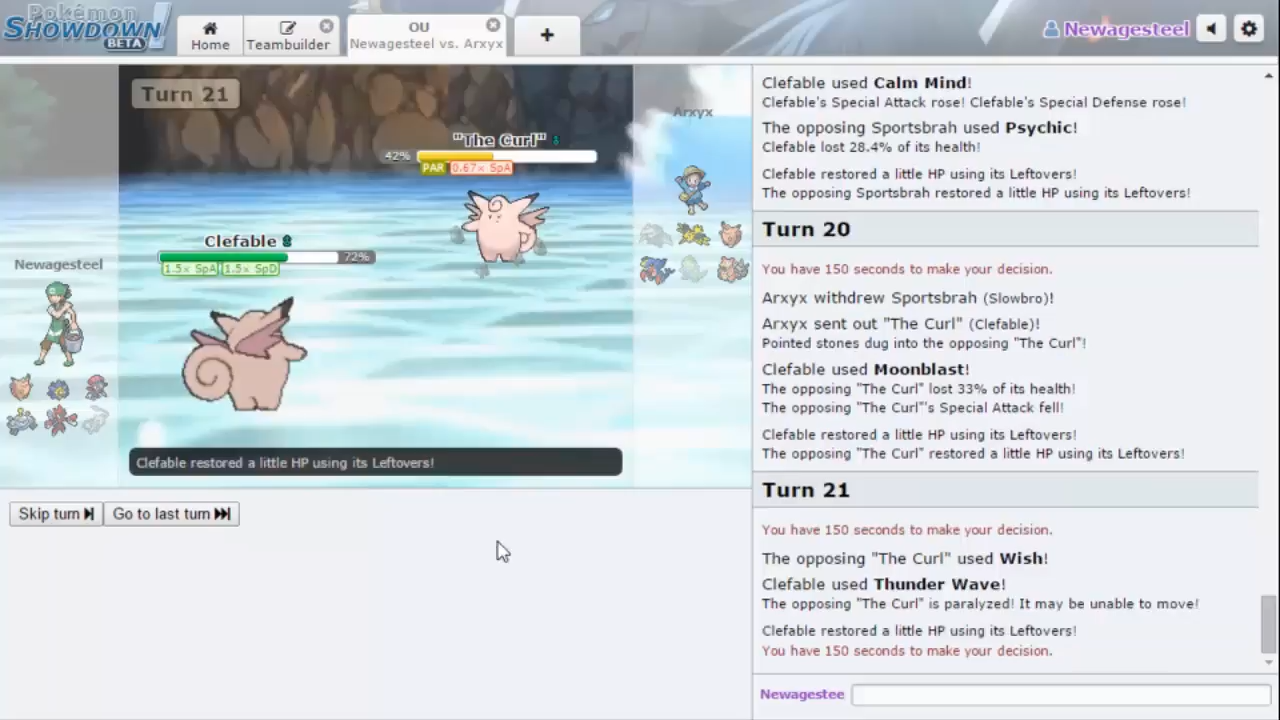 Pokémon
SHOWDOWN!
BETA
Home
Teambuilder
OU
Newagesteel vs. Arxyx
+
Newagesteel
Turn 21
Arxyx
"The Curl"
42%
PAR 0.67x SpA
Clefable
72%
1.5x SpA 1.5x SpD
Newagesteel
Clefable restored a little HP using its Leftovers!
Skip turn
Go to last turn
Clefable used Calm Mind!
Clefable's Special Attack rose! Clefable's Special Defense rose!
The opposing Sportsbrah used Psychic!
Clefable lost 28.4% of its health!
Clefable restored a little HP using its Leftovers!
The opposing Sportsbrah restored a little HP using its Leftovers!
Turn 20
You have 150 seconds to make your decision.
Arxyx withdrew Sportsbrah (Slowbro)!
Arxyx sent out "The Curl" (Clefable)!
Pointed stones dug into the opposing "The Curl"!
Clefable used Moonblast!
The opposing "The Curl" lost 33% of its health!
The opposing "The Curl"'s Special Attack fell!
Clefable restored a little HP using its Leftovers!
The opposing "The Curl" restored a little HP using its Leftovers!
Turn 21
You have 150 seconds to make your decision.
The opposing "The Curl" used Wish!
Clefable used Thunder Wave!
The opposing "The Curl" is paralyzed! It may be unable to move!
Clefable restored a little HP using its Leftovers!
You have 150 seconds to make your decision.
Newagestee